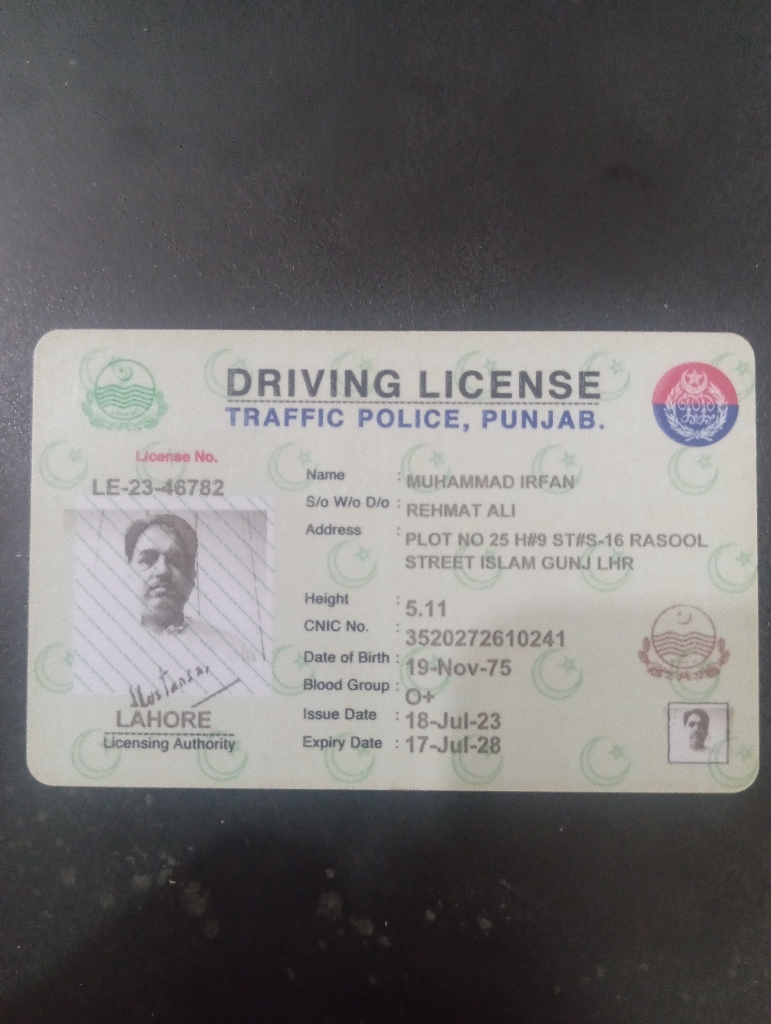 DRIVING LICENSE
TRAFFIC POLICE, PUNJAB.
License No.
LE-23-46782
Name : MUHAMMAD IRFAN
S/o W/o D/o : REHMAT ALI
Address : PLOT NO 25 H#9 ST#S-16 RASOOL
STREET ISLAM GUNJ LHR
Height : 5.11
CNIC No. : 3520272610241
Date of Birth : 19-Nov-75
Blood Group : O+
Issue Date : 18-Jul-23
Expiry Date : 17-Jul-28
LAHORE
Licensing Authority